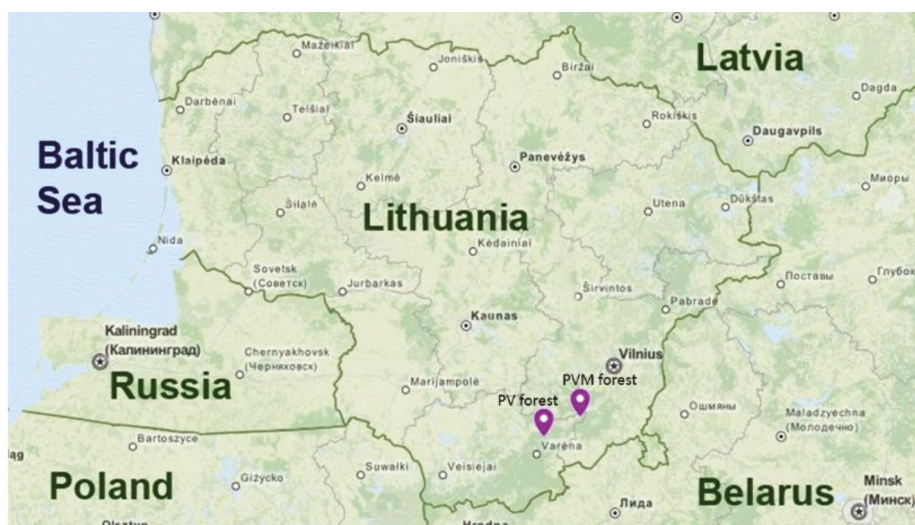 Latvia
Mažeikiai
Joniškis
Biržai
Dagda
Darbėnai
Telšiai
Šiauliai
Rokiškis
Daugavpils
Baltic
Sea
Klaipėda
Panevėžys
Kelmė
Миоры
Šilalė
Utena
Dūkštas
Lithuania
Nida
Kėdainiai
Sovetsk
(Советск)
Jurbarkas
Širvintos
Поставы
Глубок
Pabradė
Kaliningrad
(Калининград)
Kaunas
Chernyakhovsk
(Черняховск)
Vilnius
Russia
Marijampolė
PVM forest
PV forest
Ошмяны
Maladzyechna
(Молодечно)
Bartoszyce
Varėna
ąg
Poland
Giżycko
Suwałki
Veisiejai
Belarus
Minsk
(Минск)
Лида